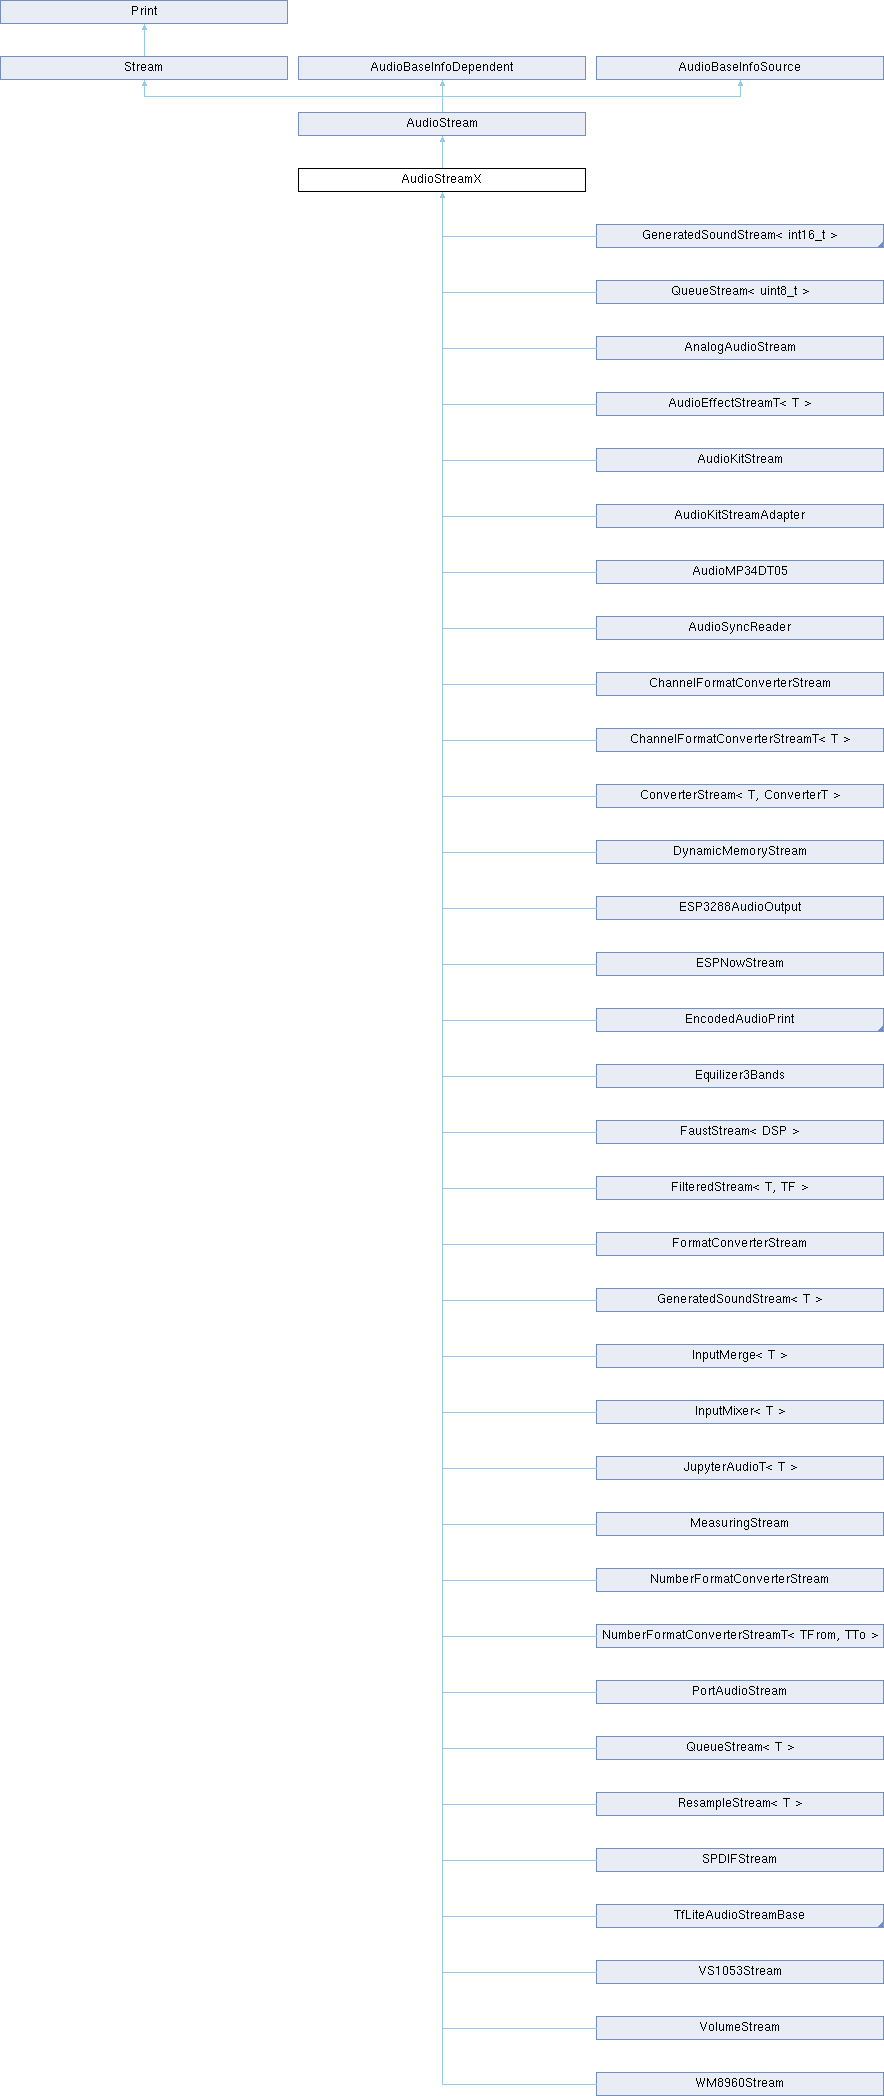 Print
Stream
AudioBaseInfoDependent
AudioBaseInfoSource
AudioStream
AudioStreamX
GeneratedSoundStream< int16_t >
QueueStream< uint8_t >
AnalogAudioStream
AudioEffectStreamT< T >
AudioKitStream
AudioKitStreamAdapter
AudioMP34DT05
AudioSyncReader
ChannelFormatConverterStream
ChannelFormatConverterStreamT< T >
ConverterStream< T, ConverterT >
DynamicMemoryStream
ESP3288AudioOutput
ESPNowStream
EncodedAudioPrint
Equilizer3Bands
FaustStream< DSP >
FilteredStream< T, TF >
FormatConverterStream
GeneratedSoundStream< T >
InputMerge< T >
InputMixer< T >
JupyterAudioT< T >
MeasuringStream
NumberFormatConverterStream
NumberFormatConverterStreamT< TFrom, TTo >
PortAudioStream
QueueStream< T >
ResampleStream< T >
SPDIFStream
TfLiteAudioStreamBase
VS1053Stream
VolumeStream
WM8960Stream